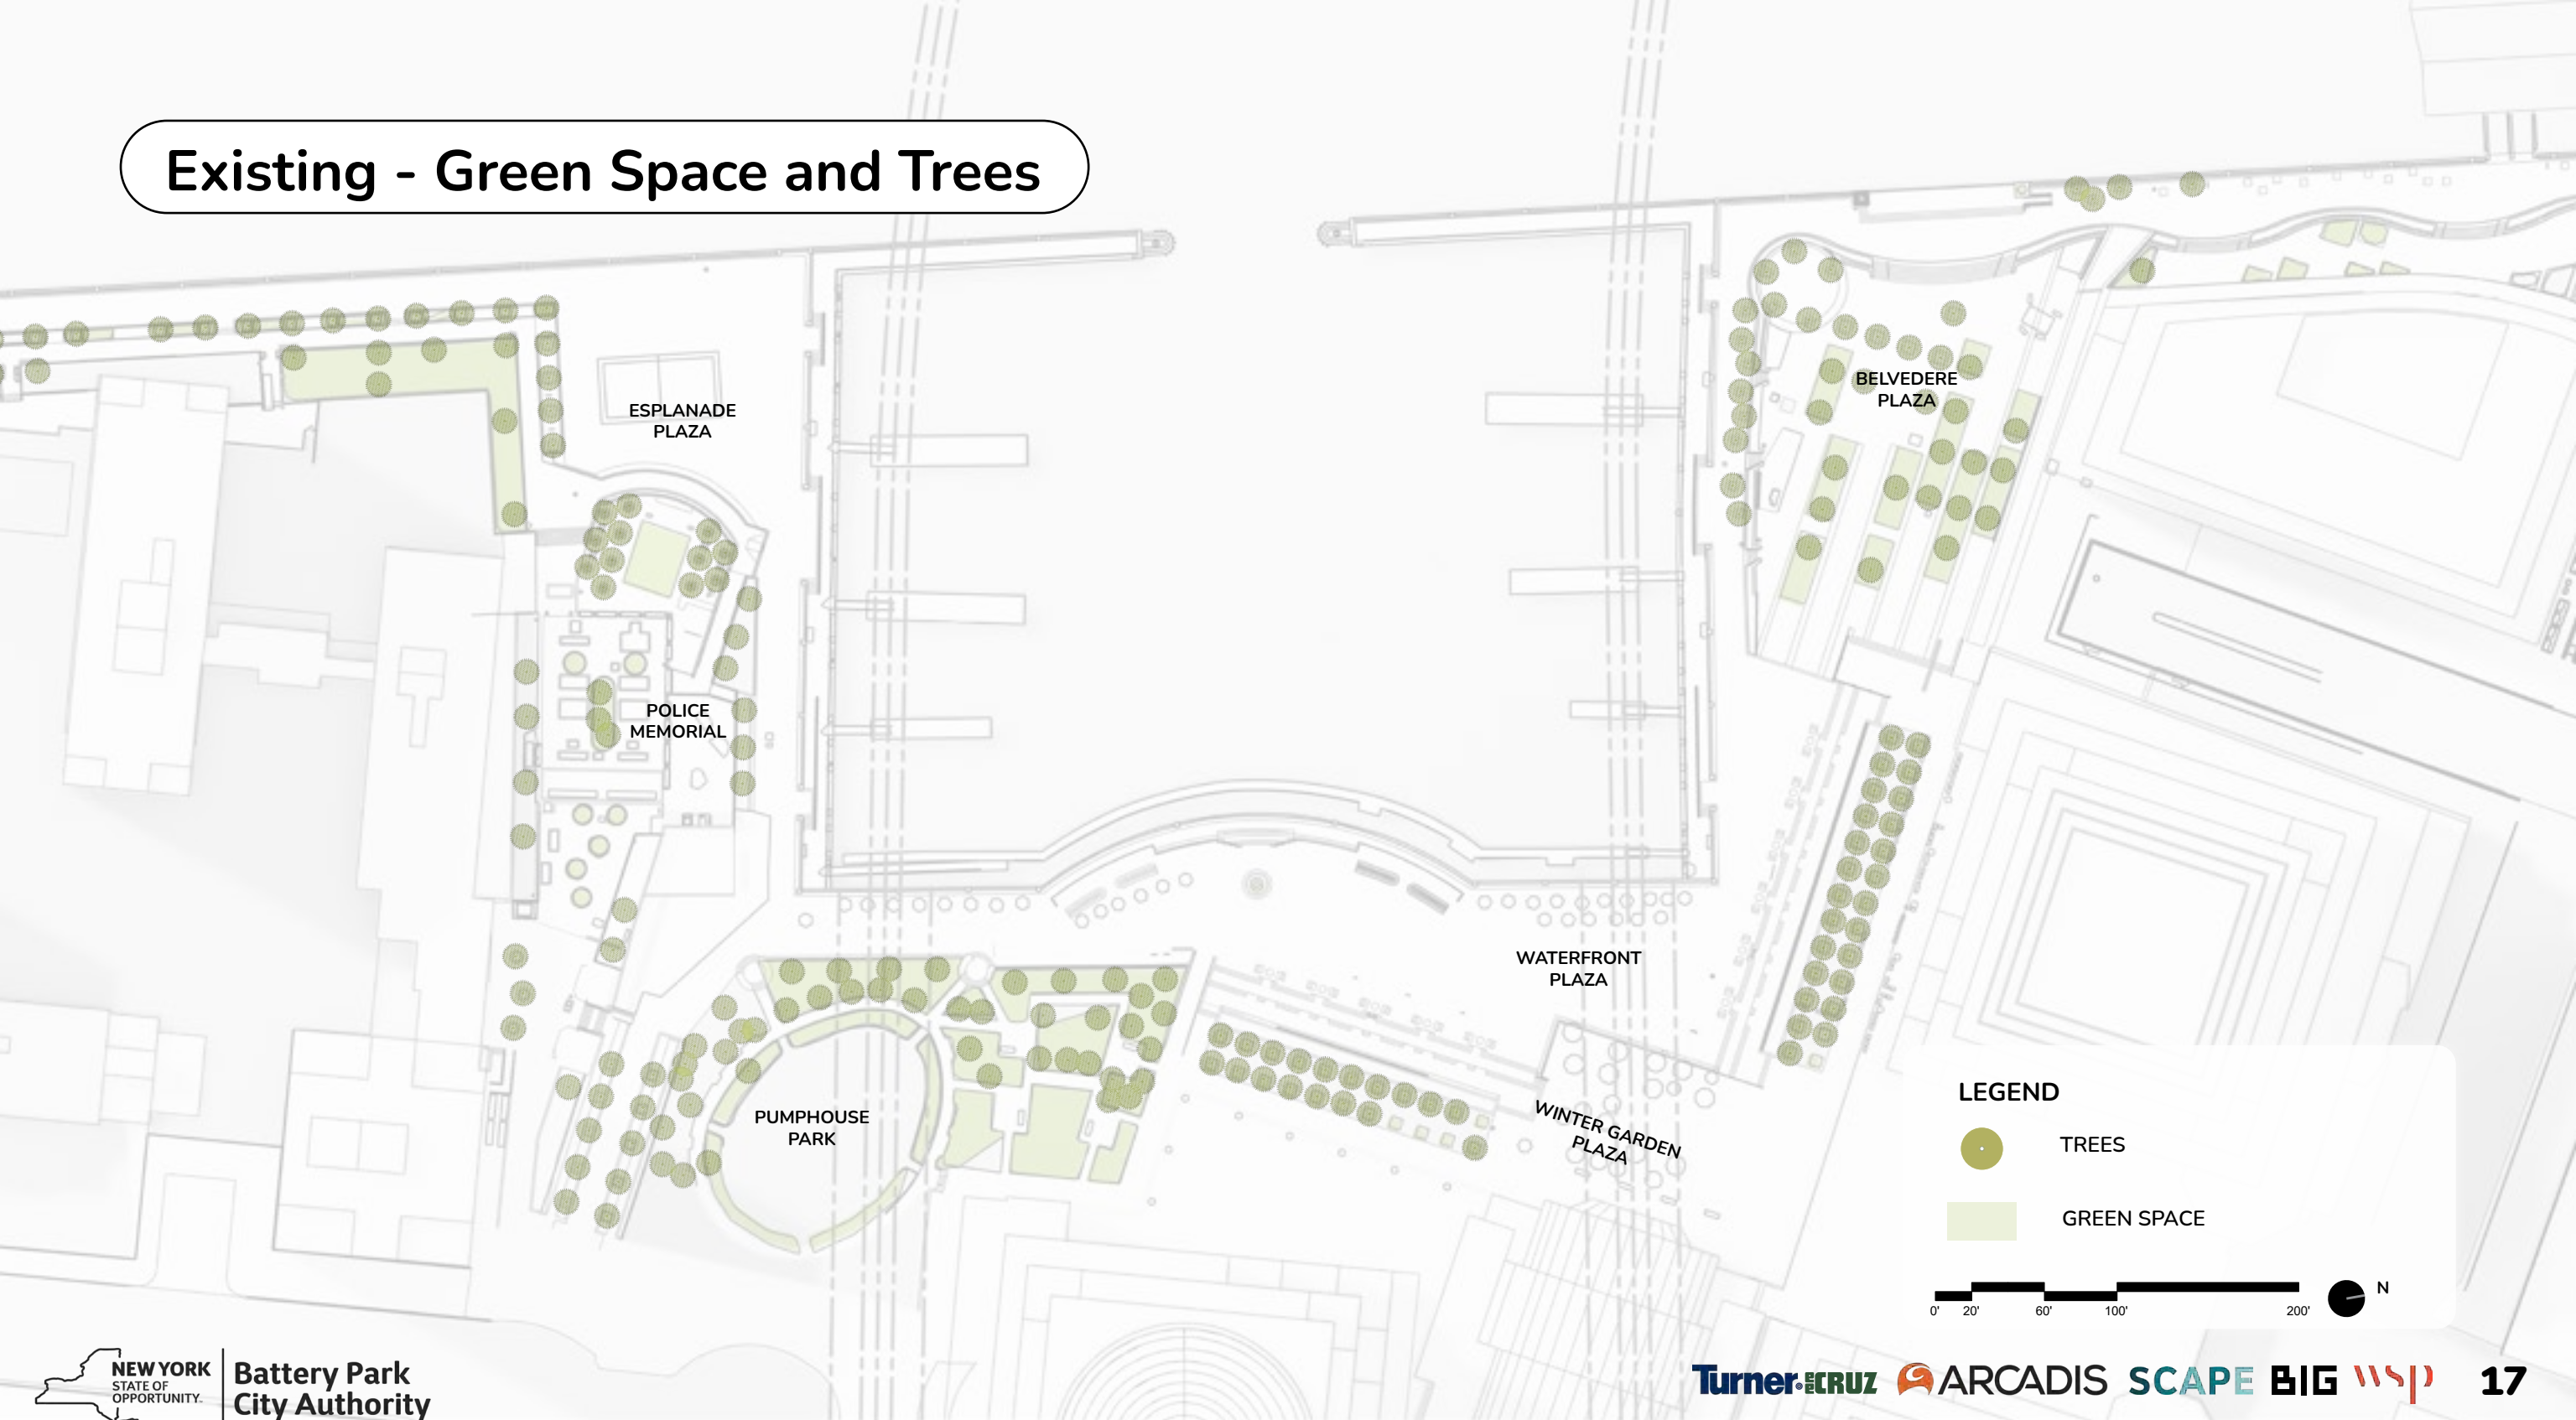 Existing - Green Space and Trees
ESPLANADE
PLAZA
BELVEDERE
PLAZA
POLICE
MEMORIAL
WATERFRONT
PLAZA
PUMPHOUSE
PARK
WINTER GARDEN
PLAZA
LEGEND
TREES
GREEN SPACE
0' 20' 60' 100' 200'
N
NEW YORK
STATE OF
OPPORTUNITY.
Battery Park
City Authority
Turner CRUZ ARCADIS SCAPE BIG wsp 17